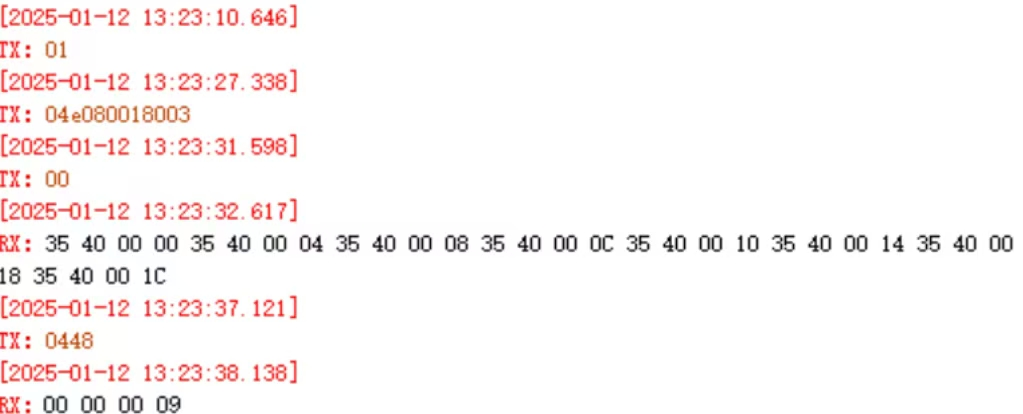 [2025-01-12 13:23:10.646]
TX: 01
[2025-01-12 13:23:27.338]
TX: 04e080018003
[2025-01-12 13:23:31.598]
TX: 00
[2025-01-12 13:23:32.617]
RX: 35 40 00 00 35 40 00 04 35 40 00 08 35 40 00 0C 35 40 00 10 35 40 00 14 35 40 00
18 35 40 00 1C
[2025-01-12 13:23:37.121]
TX: 0448
[2025-01-12 13:23:38.138]
RX: 00 00 00 09